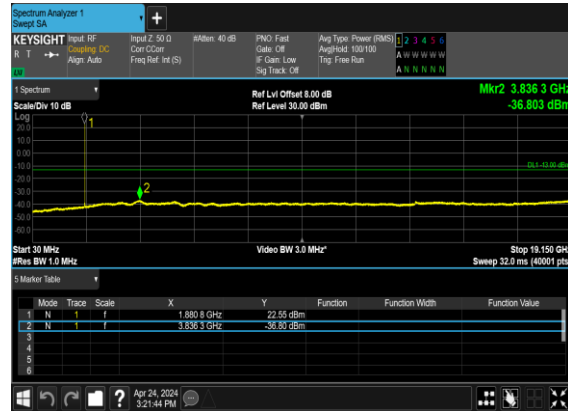 Spectrum Analyzer 1
Swept SA
+
KEYSIGHT Input: RF Input Z: 50 Ω #Atten: 40 dB PNO: Fast Avg Type: Power (RMS) 1 2 3 4 5 6
R T Coupling: DC Corr CCorr Gate: Off Avg|Hold: 100/100 A W W W W W
Align: Auto Freq Ref: Int (S) IF Gain: Low Trig: Free Run
Sig Track: Off A N N N N N
1 Spectrum Ref Lvl Offset 8.00 dB Mkr2 3.836 3 GHz
Scale/Div 10 dB Ref Level 30.00 dBm -36.803 dBm
Log
20.0
10.0
0.00
-10.0
-20.0
-30.0
-40.0
-50.0
-60.0
1
DL1 -13.00 dBm
2
Start 30 MHz Video BW 3.0 MHz* Stop 19.150 GHz
#Res BW 1.0 MHz Sweep 32.0 ms (40001 pts)
5 Marker Table
Mode Trace Scale X Y Function Function Width Function Value
1 N 1 f 1.880 8 GHz 22.55 dBm
2 N 1 f 3.836 3 GHz -36.80 dBm
3
4
5
6
? Apr 24, 2024
3:21:44 PM